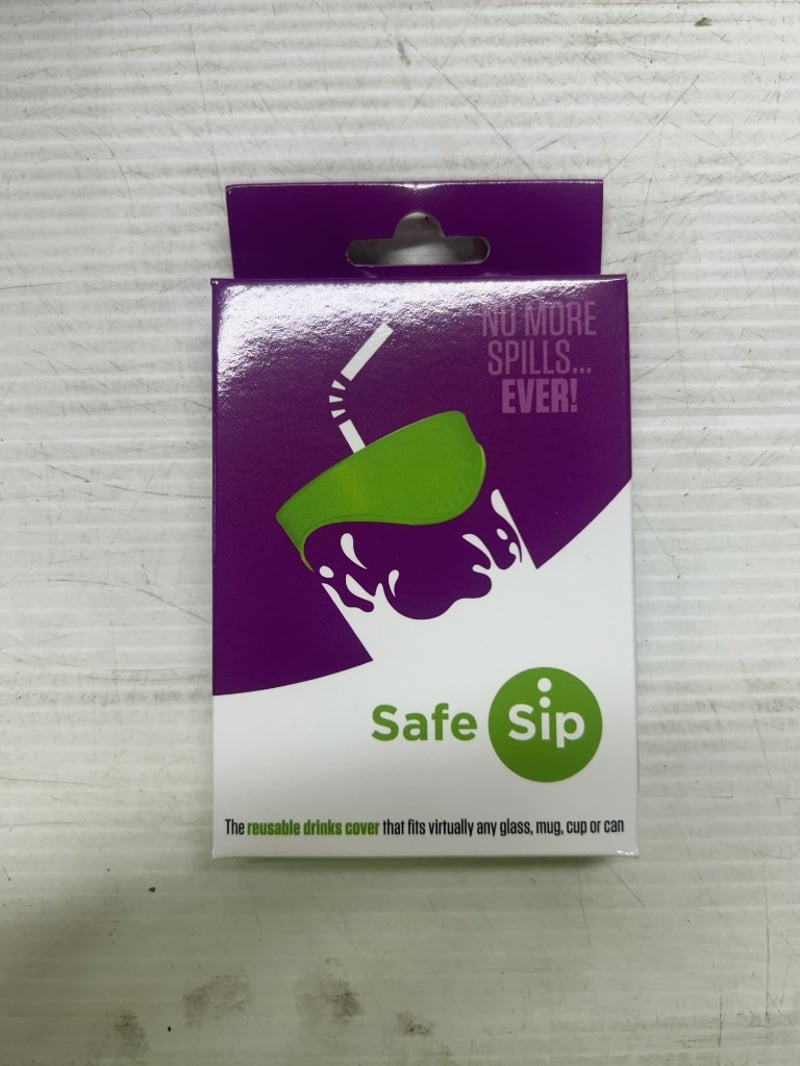 NO MORE
SPILLS...
EVER!
Safe Sip
The reusable drinks cover that fits virtually any glass, mug, cup or can